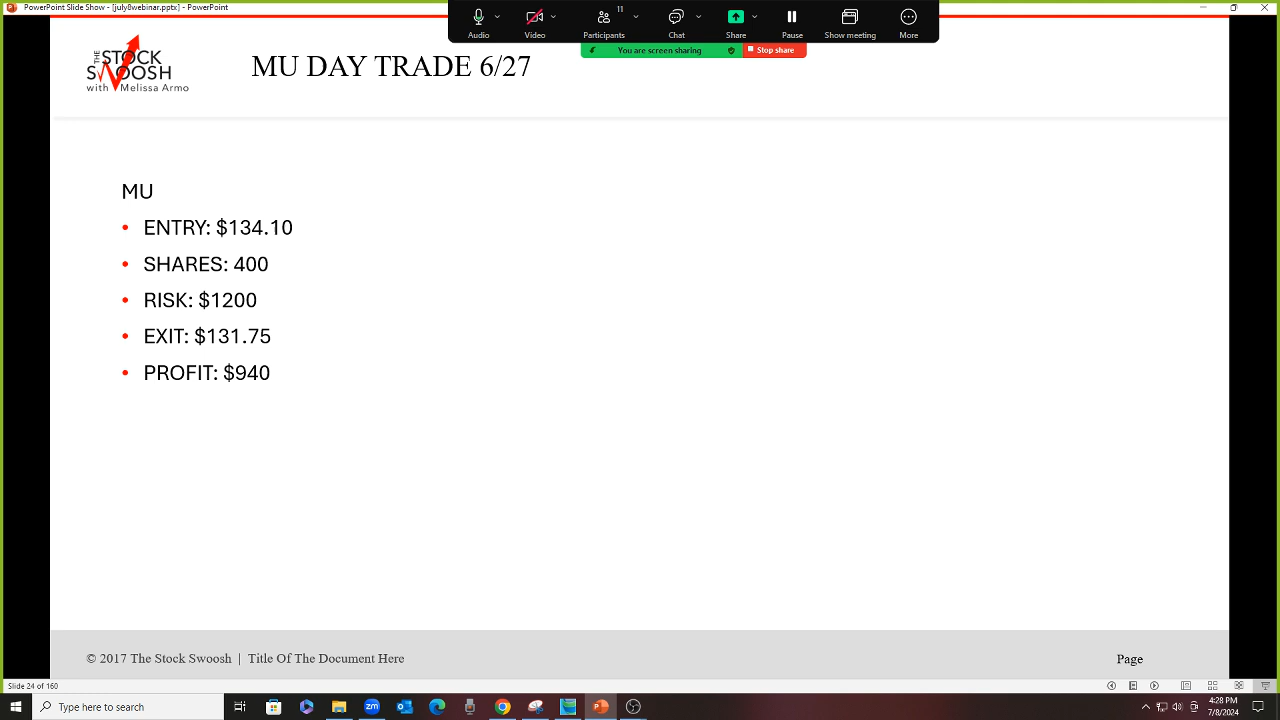 PowerPoint Slide Show - [july8webinar.pptx] - PowerPoint
11
Audio
Video
Participants
Chat
Share
Pause
Show meeting
More
You are screen sharing
Stop share
THE
STOCK
SWOOSH
with Melissa Armo
MU DAY TRADE 6/27
MU
• ENTRY: $134.10
• SHARES: 400
• RISK: $1200
• EXIT: $131.75
• PROFIT: $940
© 2017 The Stock Swoosh | Title Of The Document Here
Page
Slide 24 of 160
Type here to search
zm
4:28 PM
7/8/2024